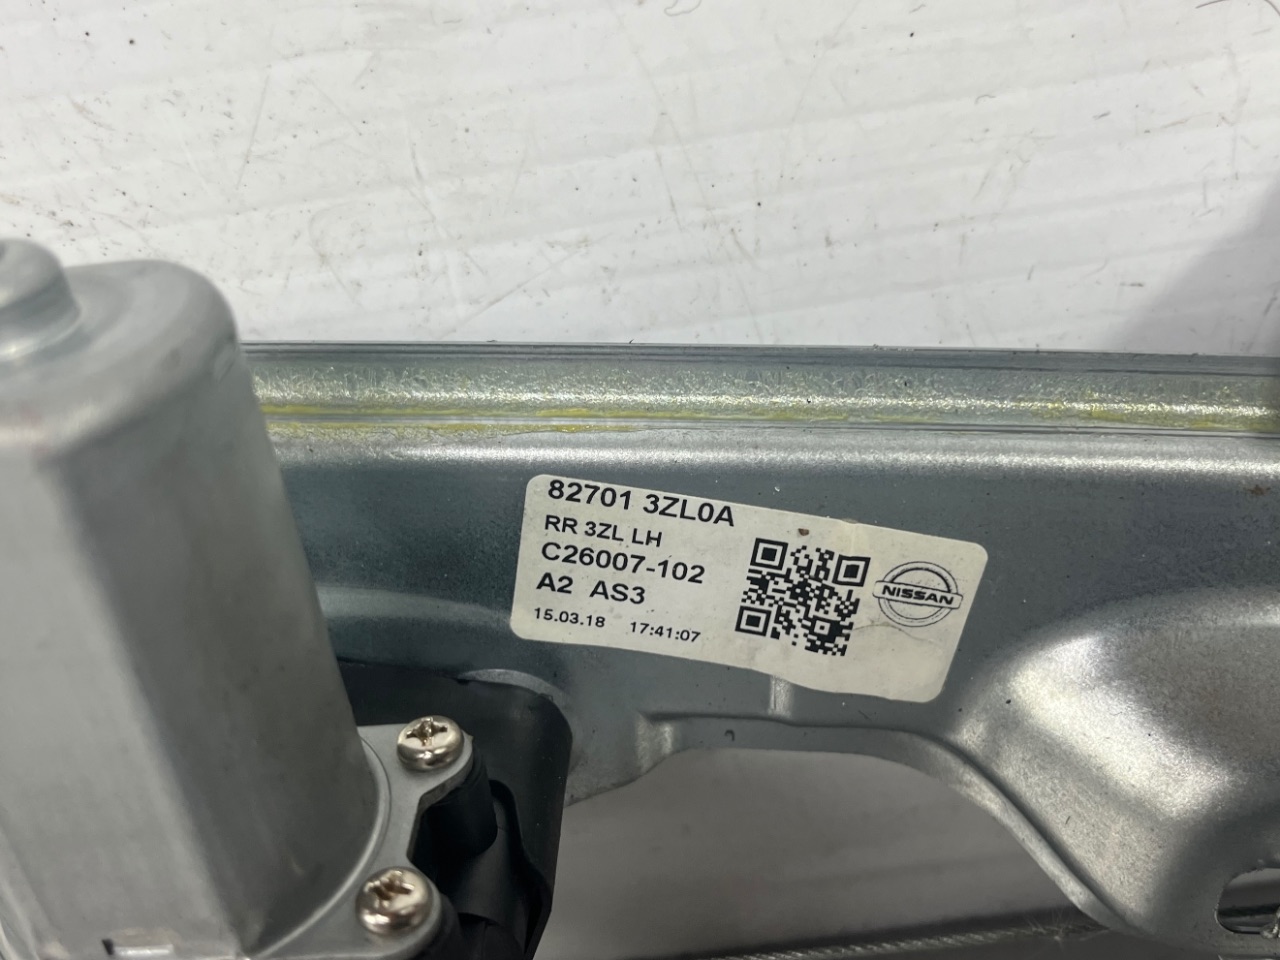 82701 3ZL0A
RR 3ZL LH
C26007-102
A2 AS3
15.03.18 17:41:07
NISSAN